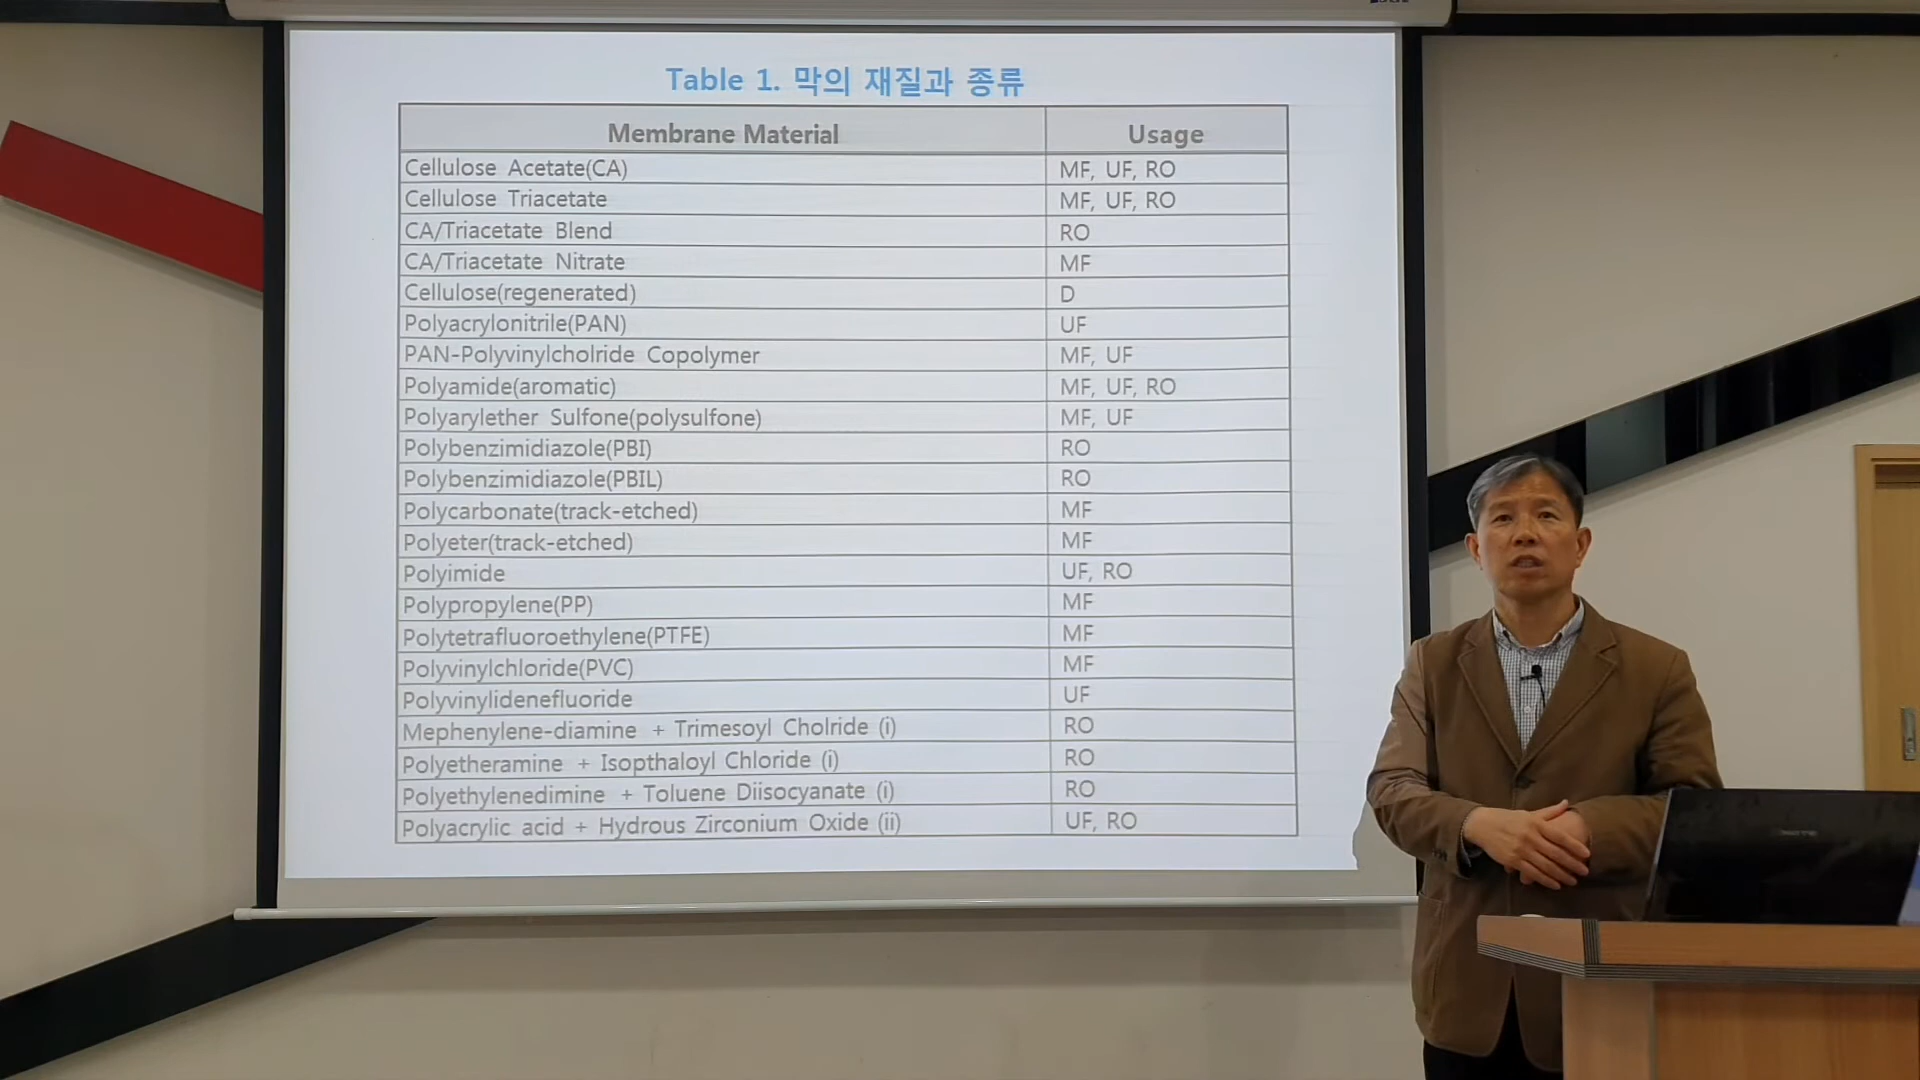 Table 1. 막의 재질과 종류
Membrane Material Usage
Cellulose Acetate(CA) MF, UF, RO
Cellulose Triacetate MF, UF, RO
CA/Triacetate Blend RO
CA/Triacetate Nitrate MF
Cellulose(regenerated) D
Polyacrylonitrile(PAN) UF
PAN-Polyvinylcholride Copolymer MF, UF
Polyamide(aromatic) MF, UF, RO
Polyarylether Sulfone(polysulfone) MF, UF
Polybenzimidiazole(PBI) RO
Polybenzimidiazole(PBIL) RO
Polycarbonate(track-etched) MF
Polyeter(track-etched) MF
Polyimide UF, RO
Polypropylene(PP) MF
Polytetrafluoroethylene(PTFE) MF
Polyvinylchloride(PVC) MF
Polyvinylidenefluoride UF
Mephenylene-diamine + Trimesoyl Cholride (i) RO
Polyetheramine + Isopthaloyl Chloride (i) RO
Polyethylenedimine + Toluene Diisocyanate (i) RO
Polyacrylic acid + Hydrous Zirconium Oxide (ii) UF, RO